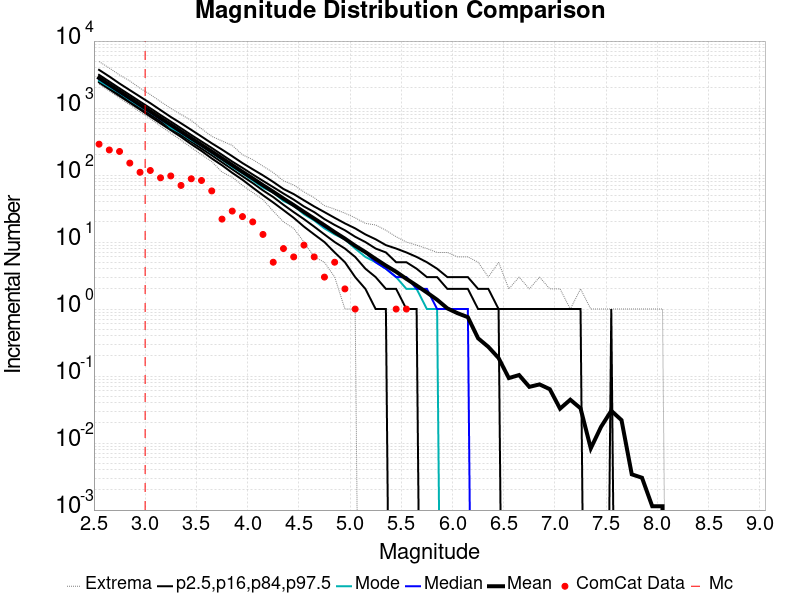 Magnitude Distribution Comparison
10^4
10^3
10^2
10^1
10^0
10^-1
10^-2
10^-3
Incremental Number
2.5 3.0 3.5 4.0 4.5 5.0 5.5 6.0 6.5 7.0 7.5 8.0 8.5 9.0
Magnitude
Extrema p2.5,p16,p84,p97.5 Mode Median Mean ComCat Data Mc